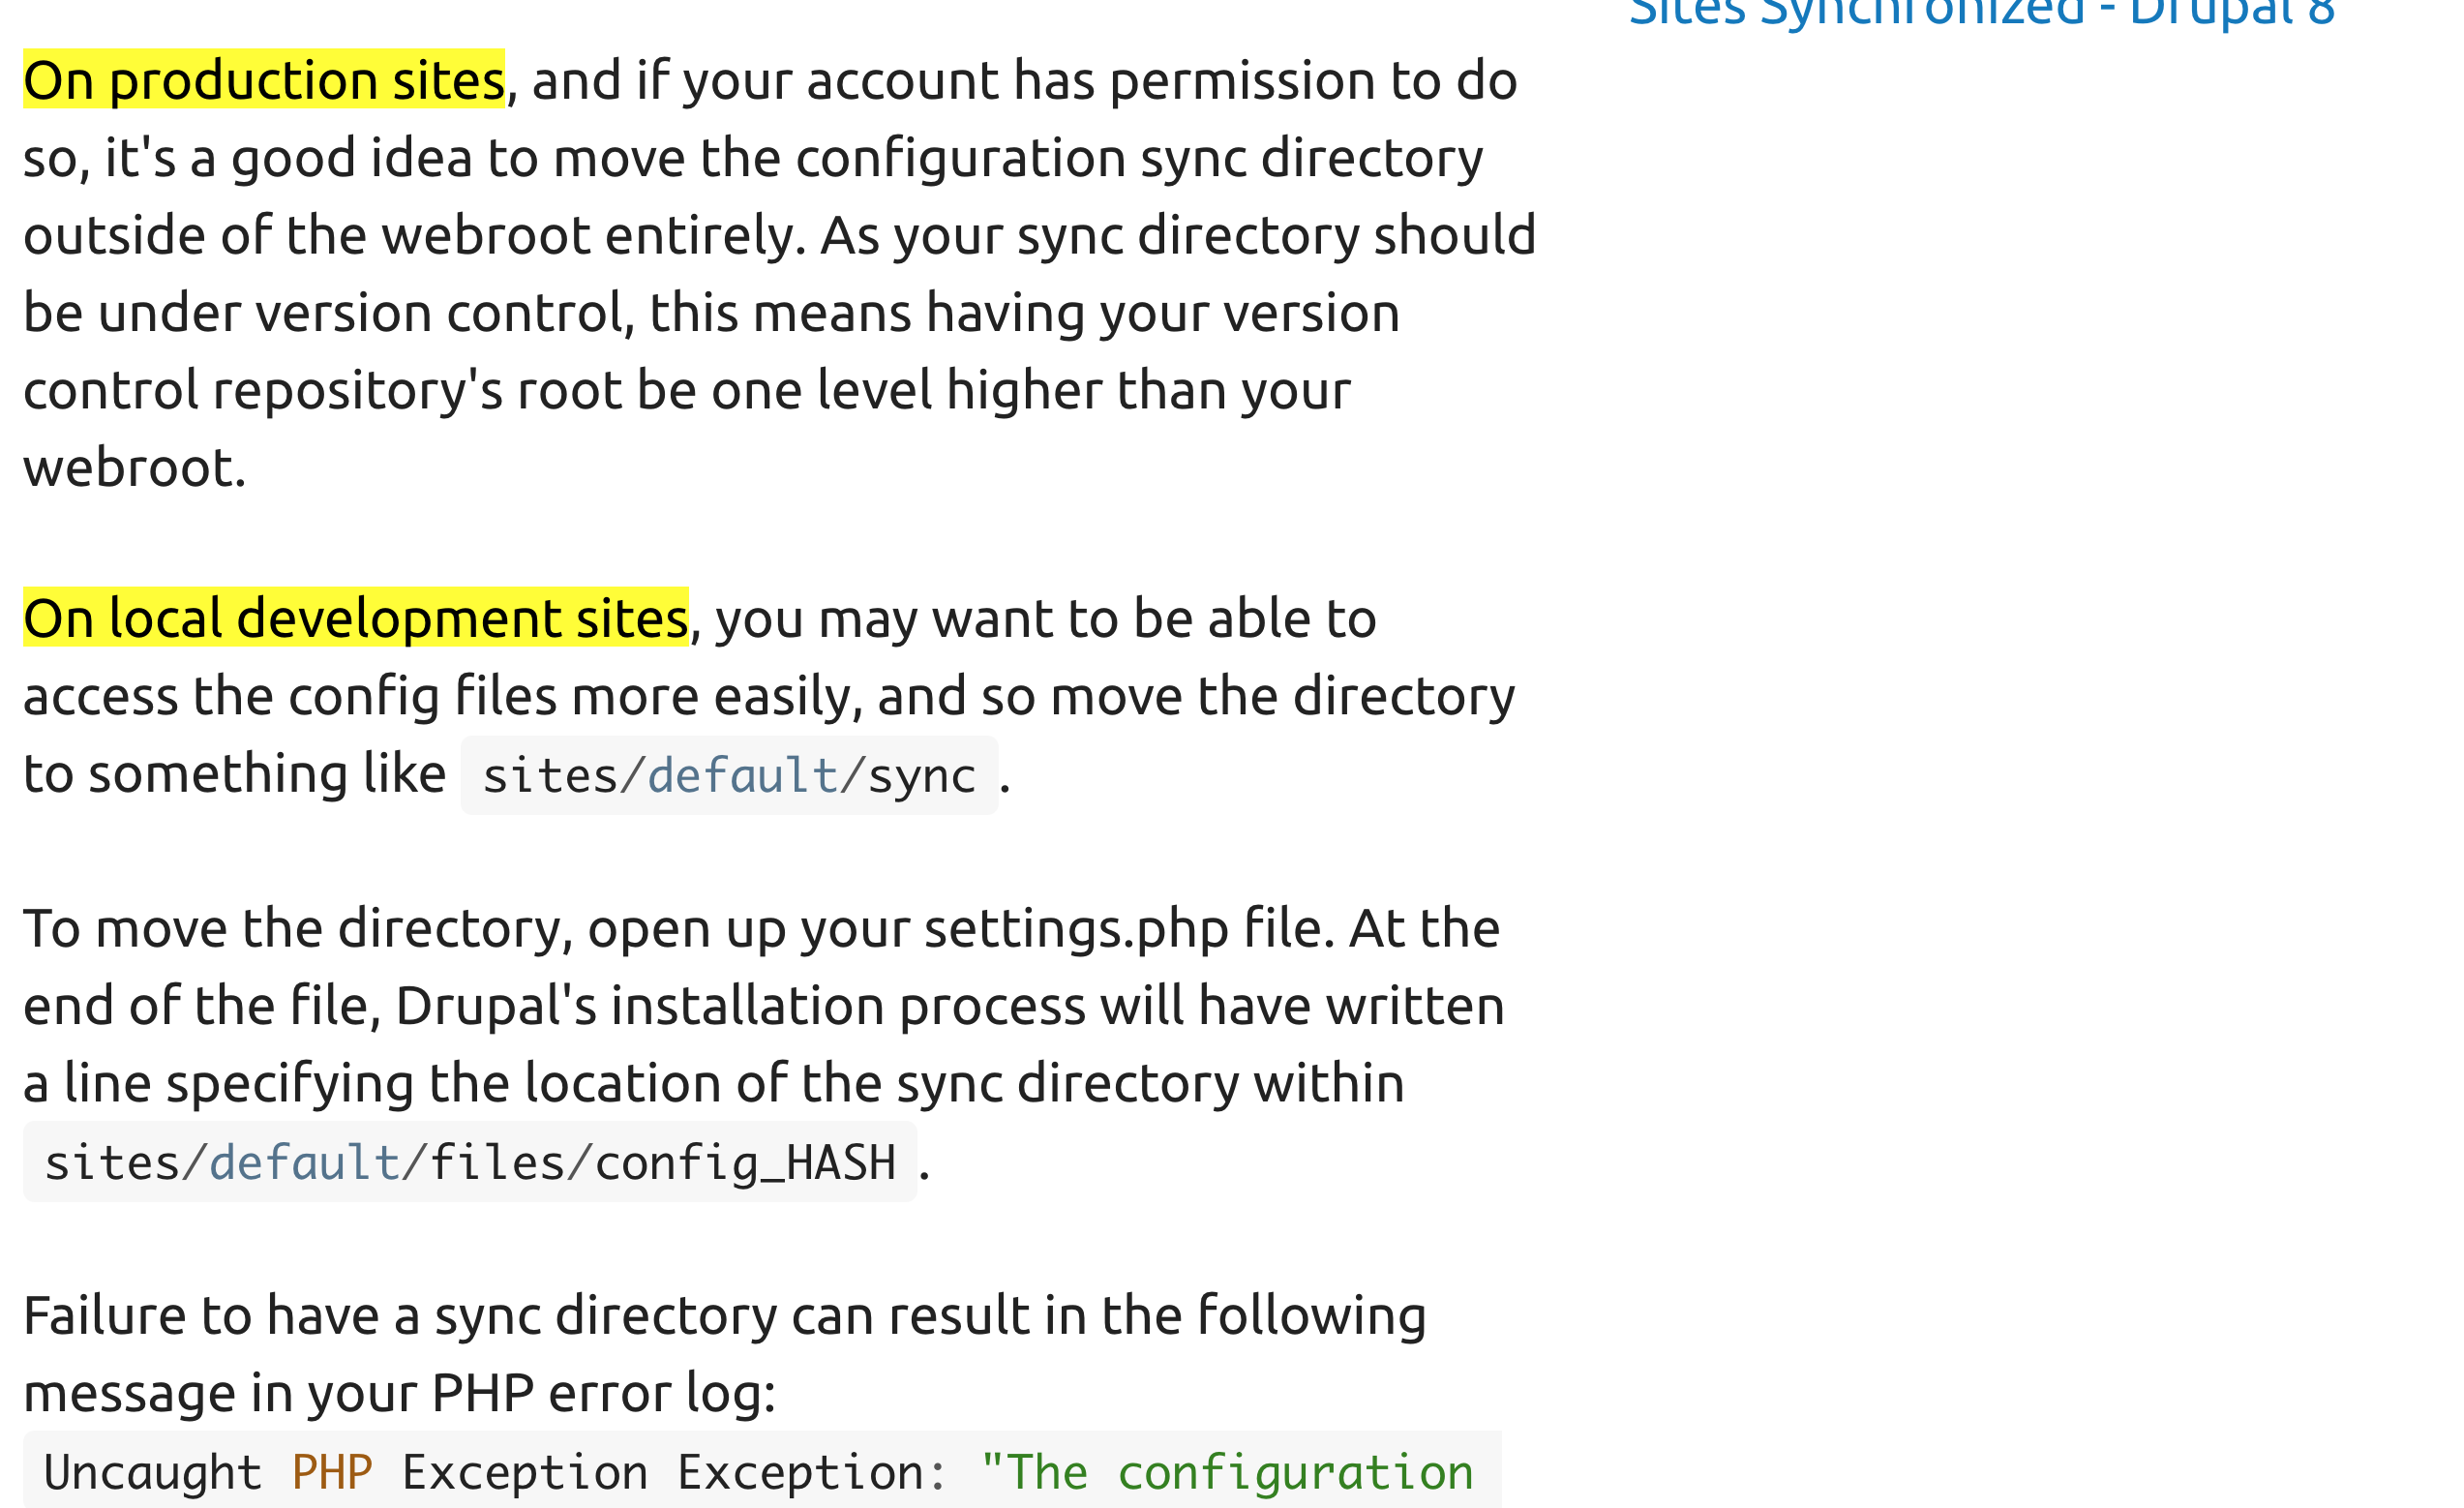 Sites Synchronized - Drupal 8
On production sites, and if your account has permission to do
so, it's a good idea to move the configuration sync directory
outside of the webroot entirely. As your sync directory should
be under version control, this means having your version
control repository's root be one level higher than your
webroot.
On local development sites, you may want to be able to
access the config files more easily, and so move the directory
to something like sites/default/sync .
To move the directory, open up your settings.php file. At the
end of the file, Drupal's installation process will have written
a line specifying the location of the sync directory within
sites/default/files/config_HASH .
Failure to have a sync directory can result in the following
message in your PHP error log:
Uncaught PHP Exception Exception: "The configuration